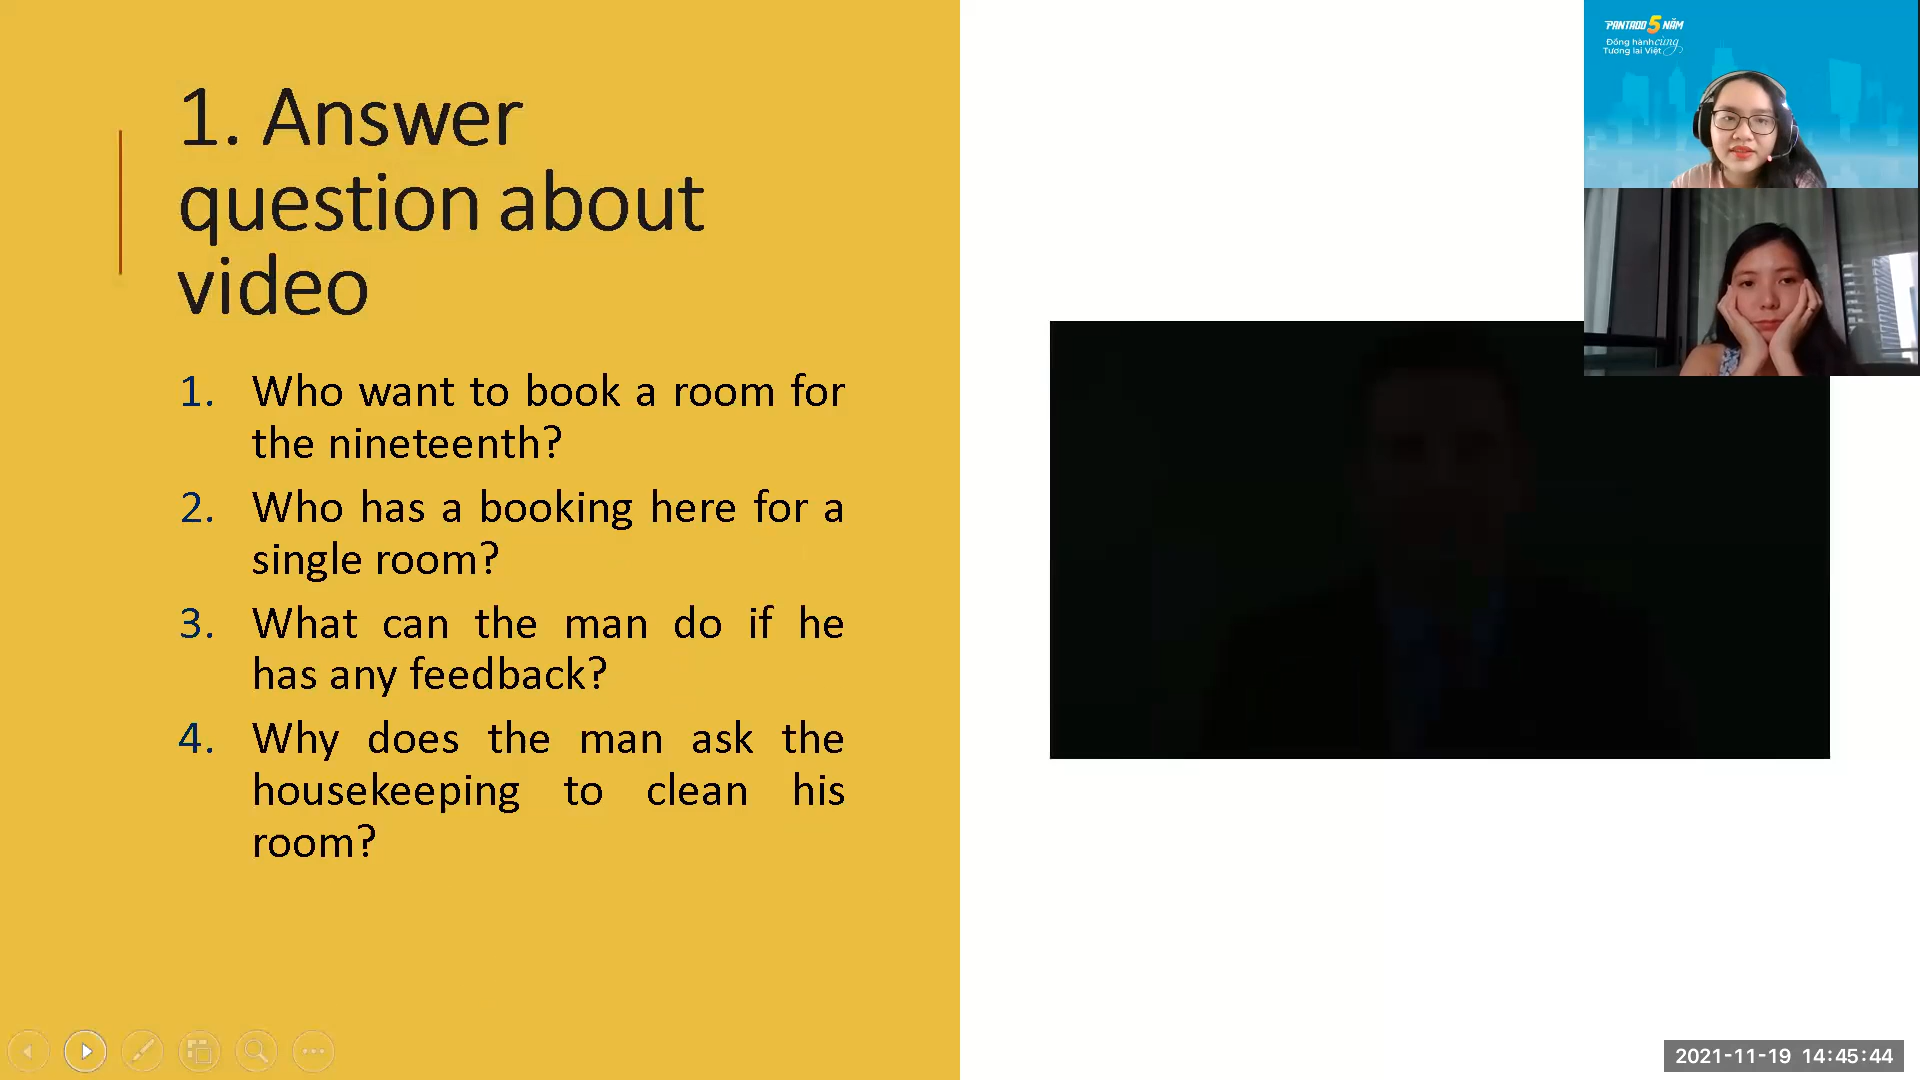 1. Answer
question about
video
1. Who want to book a room for
the nineteenth?
2. Who has a booking here for a
single room?
3. What can the man do if he
has any feedback?
4. Why does the man ask the
housekeeping to clean his
room?
PANTADO 5 NĂM
Đồng hành cùng
Tương lai Việt
2021-11-19 14:45:44